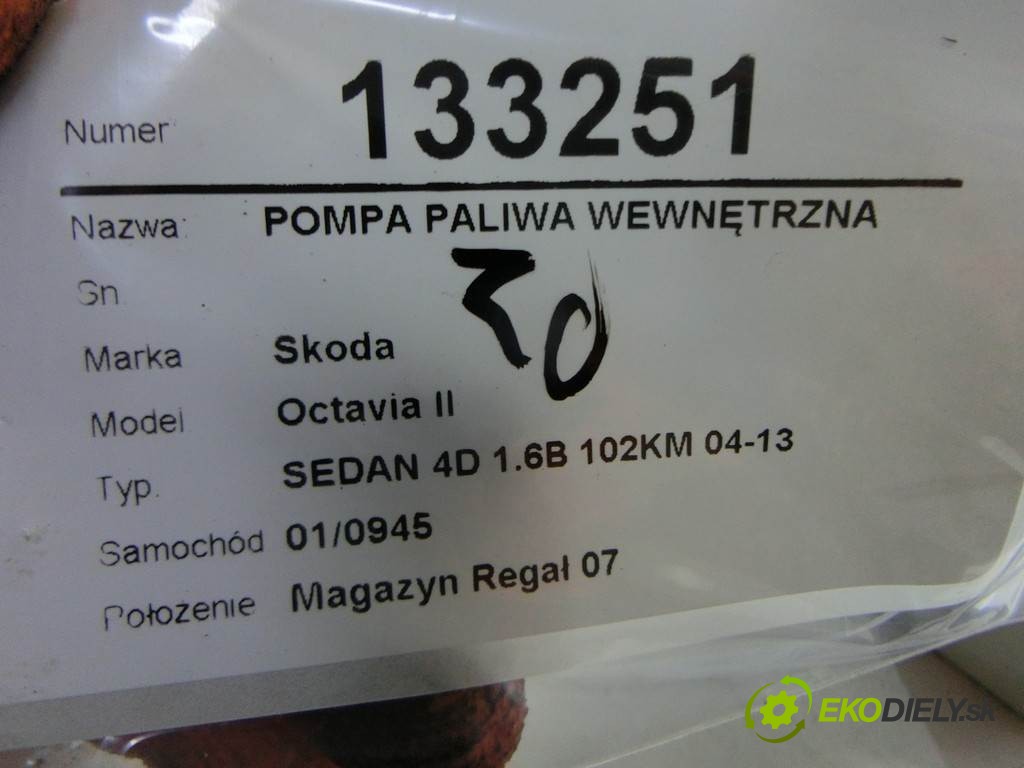 Numer 133251
Nazwa: POMPA PALIWA WEWNĘTRZNA
Sn
Marka Skoda
Model Octavia II
Typ. SEDAN 4D 1.6B 102KM 04-13
Samochód 01/0945
Położenie Magazyn Regał 07
EKODIELY.sk